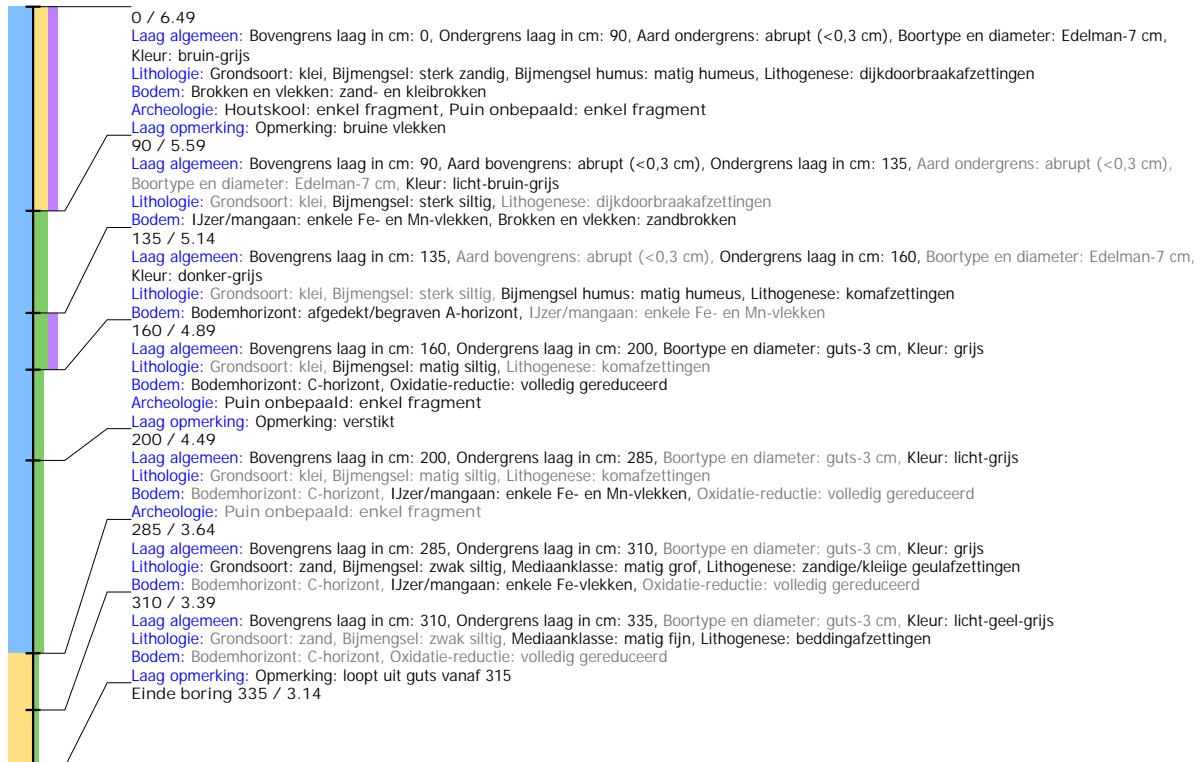 0 / 6.49
Laag algemeen: Bovengrens laag in cm: 0, Ondergrens laag in cm: 90, Aard ondergrens: abrupt (<0,3 cm), Boortype en diameter: Edelman-7 cm,
Kleur: bruin-grijs
Lithologie: Grondsoort: klei, Bijmengsel: sterk zandig, Bijmengsel humus: matig humeus, Lithogenese: dijkdoorbraakafzettingen
Bodem: Brokken en vlekken: zand- en kleibrokken
Archeologie: Houtskool: enkel fragment, Puin onbepaald: enkel fragment
Laag opmerking: Opmerking: bruine vlekken
90 / 5.59
Laag algemeen: Bovengrens laag in cm: 90, Aard bovengrens: abrupt (<0,3 cm), Ondergrens laag in cm: 135, Aard ondergrens: abrupt (<0,3 cm),
Boortype en diameter: Edelman-7 cm, Kleur: licht-bruin-grijs
Lithologie: Grondsoort: klei, Bijmengsel: sterk siltig, Lithogenese: dijkdoorbraakafzettingen
Bodem: IJzer/mangaan: enkele Fe- en Mn-vlekken, Brokken en vlekken: zandbrokken
135 / 5.14
Laag algemeen: Bovengrens laag in cm: 135, Aard bovengrens: abrupt (<0,3 cm), Ondergrens laag in cm: 160, Boortype en diameter: Edelman-7 cm,
Kleur: donker-grijs
Lithologie: Grondsoort: klei, Bijmengsel: sterk siltig, Bijmengsel humus: matig humeus, Lithogenese: komafzettingen
Bodem: Bodemhorizont: afgedekt/begraven A-horizont, IJzer/mangaan: enkele Fe- en Mn-vlekken
160 / 4.89
Laag algemeen: Bovengrens laag in cm: 160, Ondergrens laag in cm: 200, Boortype en diameter: guts-3 cm, Kleur: grijs
Lithologie: Grondsoort: klei, Bijmengsel: matig siltig, Lithogenese: komafzettingen
Bodem: Bodemhorizont: C-horizont, Oxidatie-reductie: volledig gereduceerd
Archeologie: Puin onbepaald: enkel fragment
Laag opmerking: Opmerking: verstikt
200 / 4.49
Laag algemeen: Bovengrens laag in cm: 200, Ondergrens laag in cm: 285, Boortype en diameter: guts-3 cm, Kleur: licht-grijs
Lithologie: Grondsoort: klei, Bijmengsel: matig siltig, Lithogenese: komafzettingen
Bodem: Bodemhorizont: C-horizont, IJzer/mangaan: enkele Fe- en Mn-vlekken, Oxidatie-reductie: volledig gereduceerd
Archeologie: Puin onbepaald: enkel fragment
285 / 3.64
Laag algemeen: Bovengrens laag in cm: 285, Ondergrens laag in cm: 310, Boortype en diameter: guts-3 cm, Kleur: grijs
Lithologie: Grondsoort: zand, Bijmengsel: zwak siltig, Mediaanklasse: matig grof, Lithogenese: zandige/kleiige geulafzettingen
Bodem: Bodemhorizont: C-horizont, IJzer/mangaan: enkele Fe-vlekken, Oxidatie-reductie: volledig gereduceerd
310 / 3.39
Laag algemeen: Bovengrens laag in cm: 310, Ondergrens laag in cm: 335, Boortype en diameter: guts-3 cm, Kleur: licht-geel-grijs
Lithologie: Grondsoort: zand, Bijmengsel: zwak siltig, Mediaanklasse: matig fijn, Lithogenese: beddingafzettingen
Bodem: Bodemhorizont: C-horizont, Oxidatie-reductie: volledig gereduceerd
Laag opmerking: Opmerking: loopt uit guts vanaf 315
Einde boring 335 / 3.14